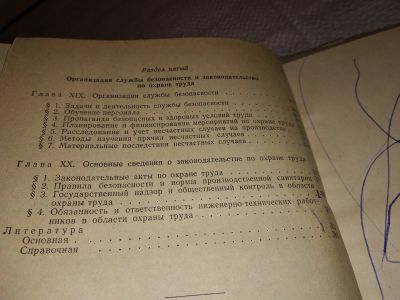 Раздел пятый
Организация службы безопасности и законодательство
по охране труда
Глава XIX. Организация службы безопасности
§ 1. Задачи и деятельность службы безопасности
§ 2. Обучение персонала
§ 3. Пропаганда безопасных и здоровых условий труда
§ 4. Планирование и финансирование мероприятий по охране труда
§ 5. Расследование и учет несчастных случаев на производстве
§ 6. Методы изучения причин несчастных случаев
§ 7. Материальные последствия несчастных случаев
Глава XX. Основные сведения о законодательстве по охране труда
§ 1. Законодательные акты по охране труда
§ 2. Правила безопасности и нормы производственной санитарии
§ 3. Государственный надзор и общественный контроль в области
охраны труда
§ 4. Обязанность и ответственность инженерно-технических работ-
ников в области охраны труда
Литература
Основная
Справочная